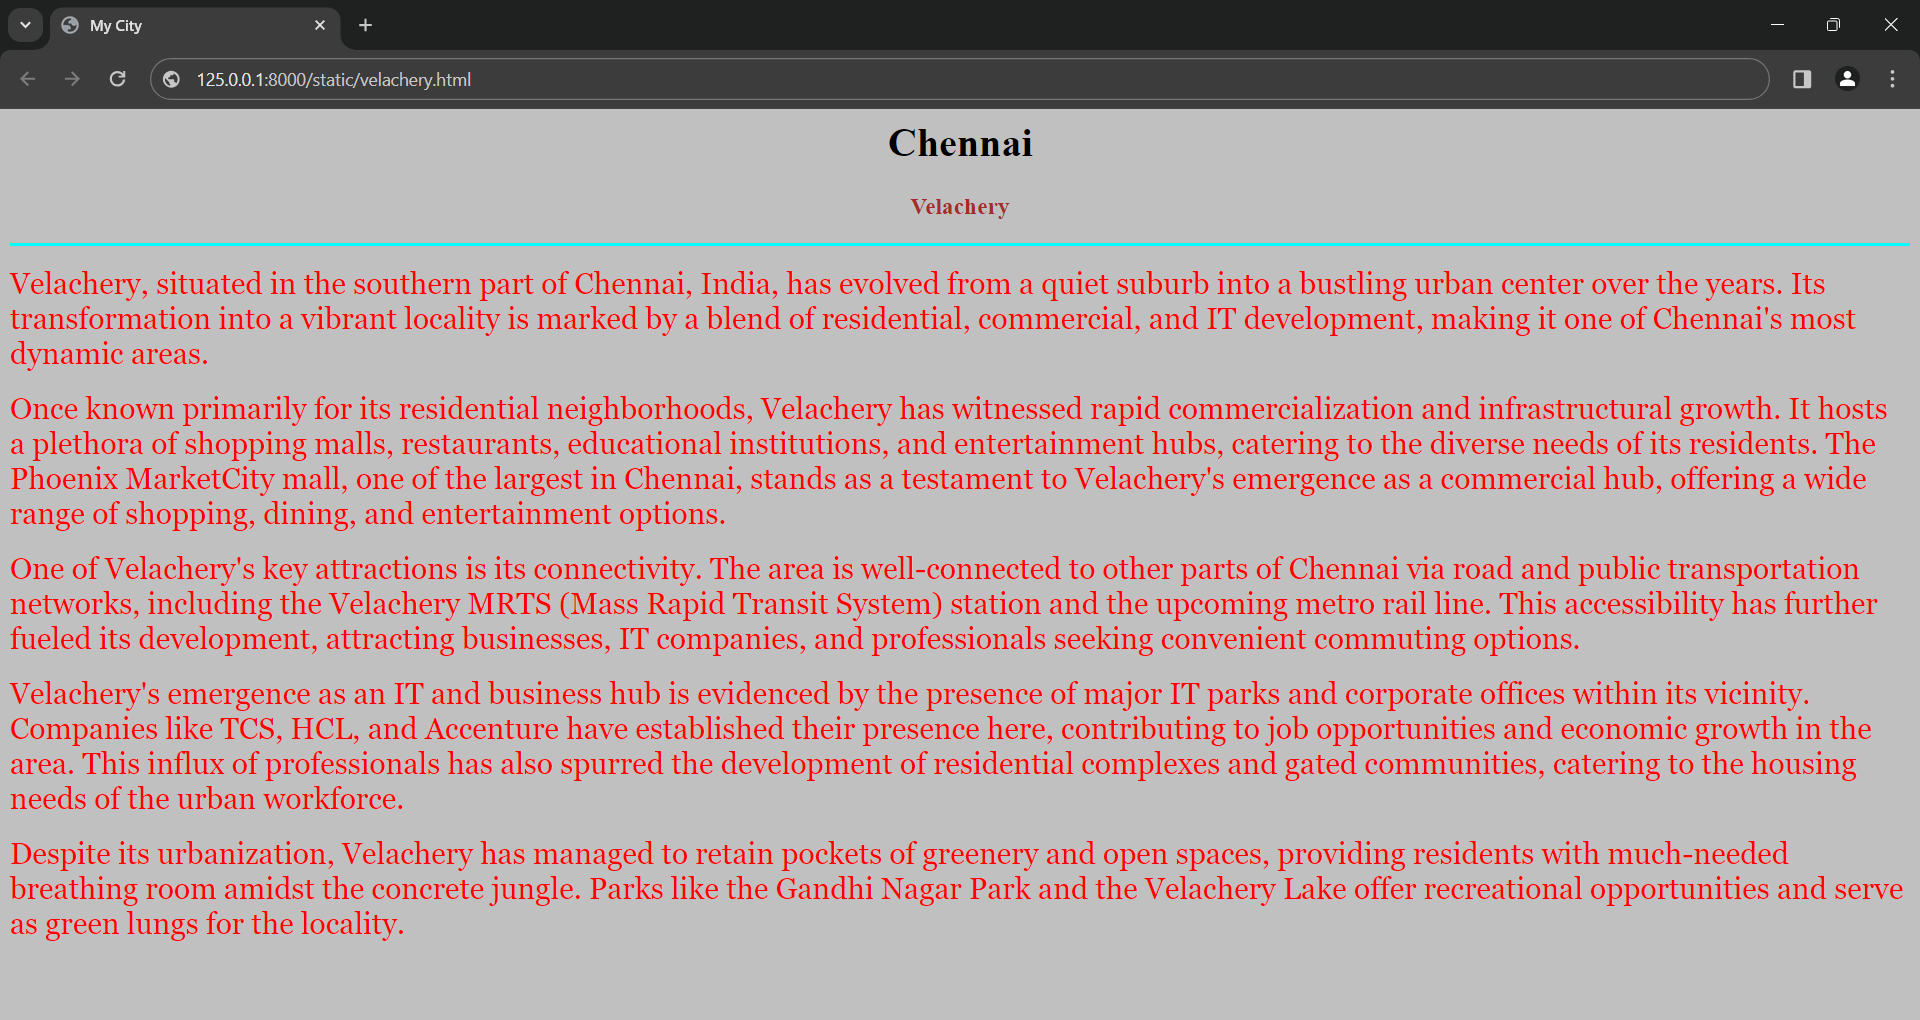 My City
125.0.0.1:8000/static/velachery.html
Chennai
Velachery
Velachery, situated in the southern part of Chennai, India, has evolved from a quiet suburb into a bustling urban center over the years. Its
transformation into a vibrant locality is marked by a blend of residential, commercial, and IT development, making it one of Chennai's most
dynamic areas.
Once known primarily for its residential neighborhoods, Velachery has witnessed rapid commercialization and infrastructural growth. It hosts
a plethora of shopping malls, restaurants, educational institutions, and entertainment hubs, catering to the diverse needs of its residents. The
Phoenix MarketCity mall, one of the largest in Chennai, stands as a testament to Velachery's emergence as a commercial hub, offering a wide
range of shopping, dining, and entertainment options.
One of Velachery's key attractions is its connectivity. The area is well-connected to other parts of Chennai via road and public transportation
networks, including the Velachery MRTS (Mass Rapid Transit System) station and the upcoming metro rail line. This accessibility has further
fueled its development, attracting businesses, IT companies, and professionals seeking convenient commuting options.
Velachery's emergence as an IT and business hub is evidenced by the presence of major IT parks and corporate offices within its vicinity.
Companies like TCS, HCL, and Accenture have established their presence here, contributing to job opportunities and economic growth in the
area. This influx of professionals has also spurred the development of residential complexes and gated communities, catering to the housing
needs of the urban workforce.
Despite its urbanization, Velachery has managed to retain pockets of greenery and open spaces, providing residents with much-needed
breathing room amidst the concrete jungle. Parks like the Gandhi Nagar Park and the Velachery Lake offer recreational opportunities and serve
as green lungs for the locality.